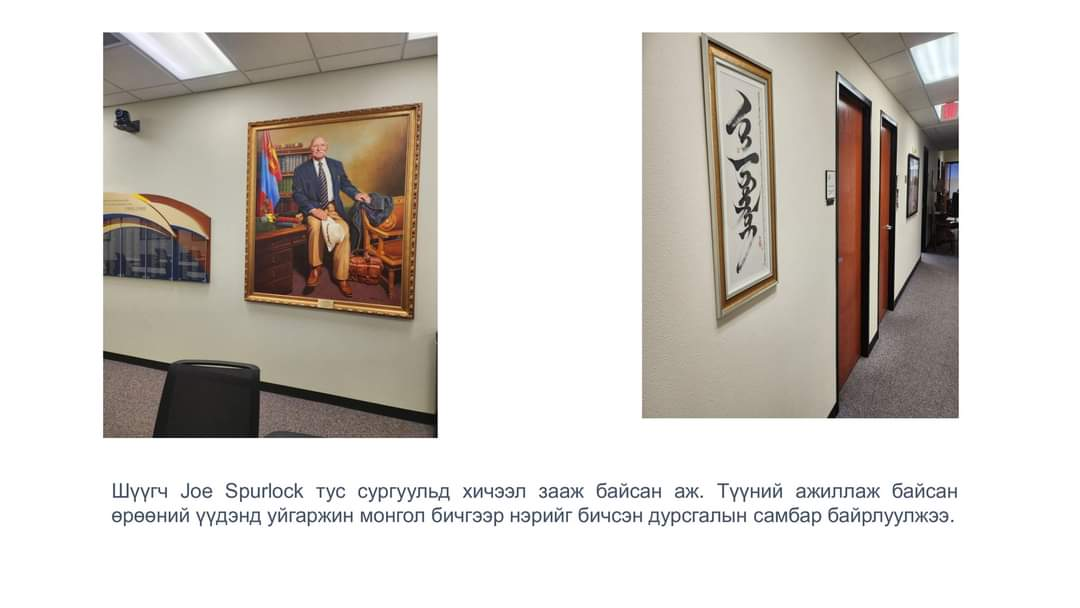 Шүүгч Joe Spurlock тус сургуульд хичээл зааж байсан аж. Түүний ажиллаж байсан
өрөөний үүдэнд уйгаржин монгол бичгээр нэрийг бичсэн дурсгалын самбар байрлуулжээ.